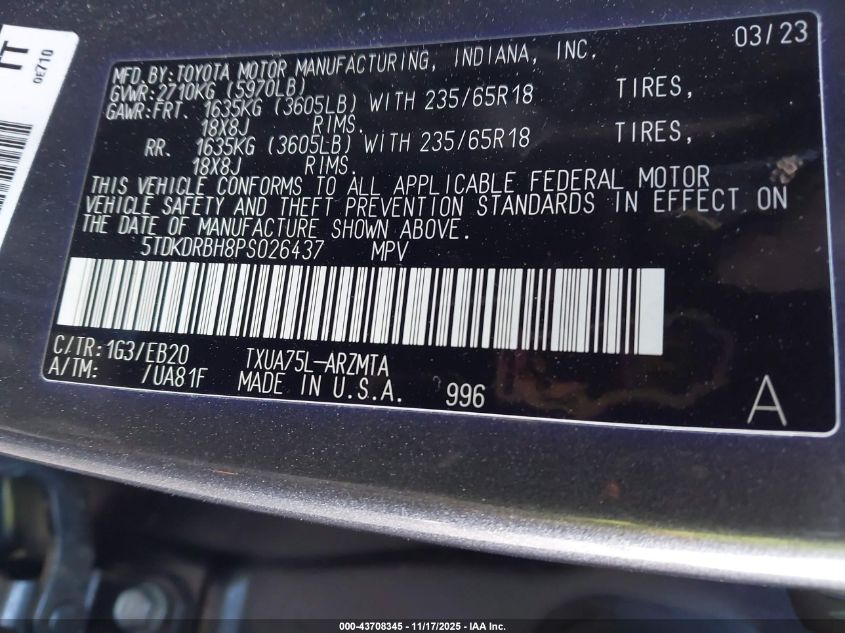 TT
0E710
03/23
MFD.BY:TOYOTA MOTOR MANUFACTURING, INDIANA, INC.
GVWR:2710KG (5970LB)
GAWR:FRT. 1635KG (3605LB) WITH 235/65R18 TIRES,
18X8J RIMS.
RR. 1635KG (3605LB) WITH 235/65R18 TIRES,
18X8J RIMS.
THIS VEHICLE CONFORMS TO ALL APPLICABLE FEDERAL MOTOR
VEHICLE SAFETY AND THEFT PREVENTION STANDARDS IN EFFECT ON
THE DATE OF MANUFACTURE SHOWN ABOVE.
5TDKDRBH8PS026437 MPV
C/TR:1G3/EB20 TXUA75L-ARZMTA
A/TM: /UA81F MADE IN U.S.A. 996
A
000-43708345 - 11/17/2025 - IAA Inc.